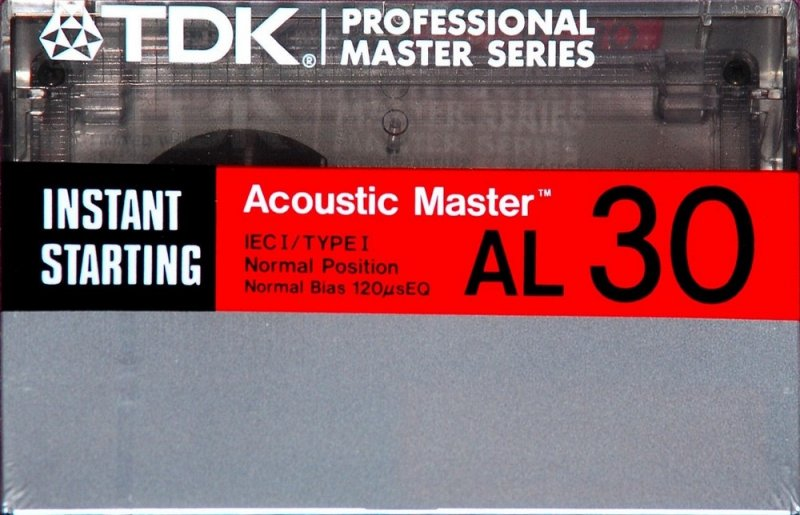 TDK® PROFESSIONAL
MASTER SERIES
INSTANT
STARTING
Acoustic Master™
IEC I/TYPE I
Normal Position
Normal Bias 120μsEQ
AL 30